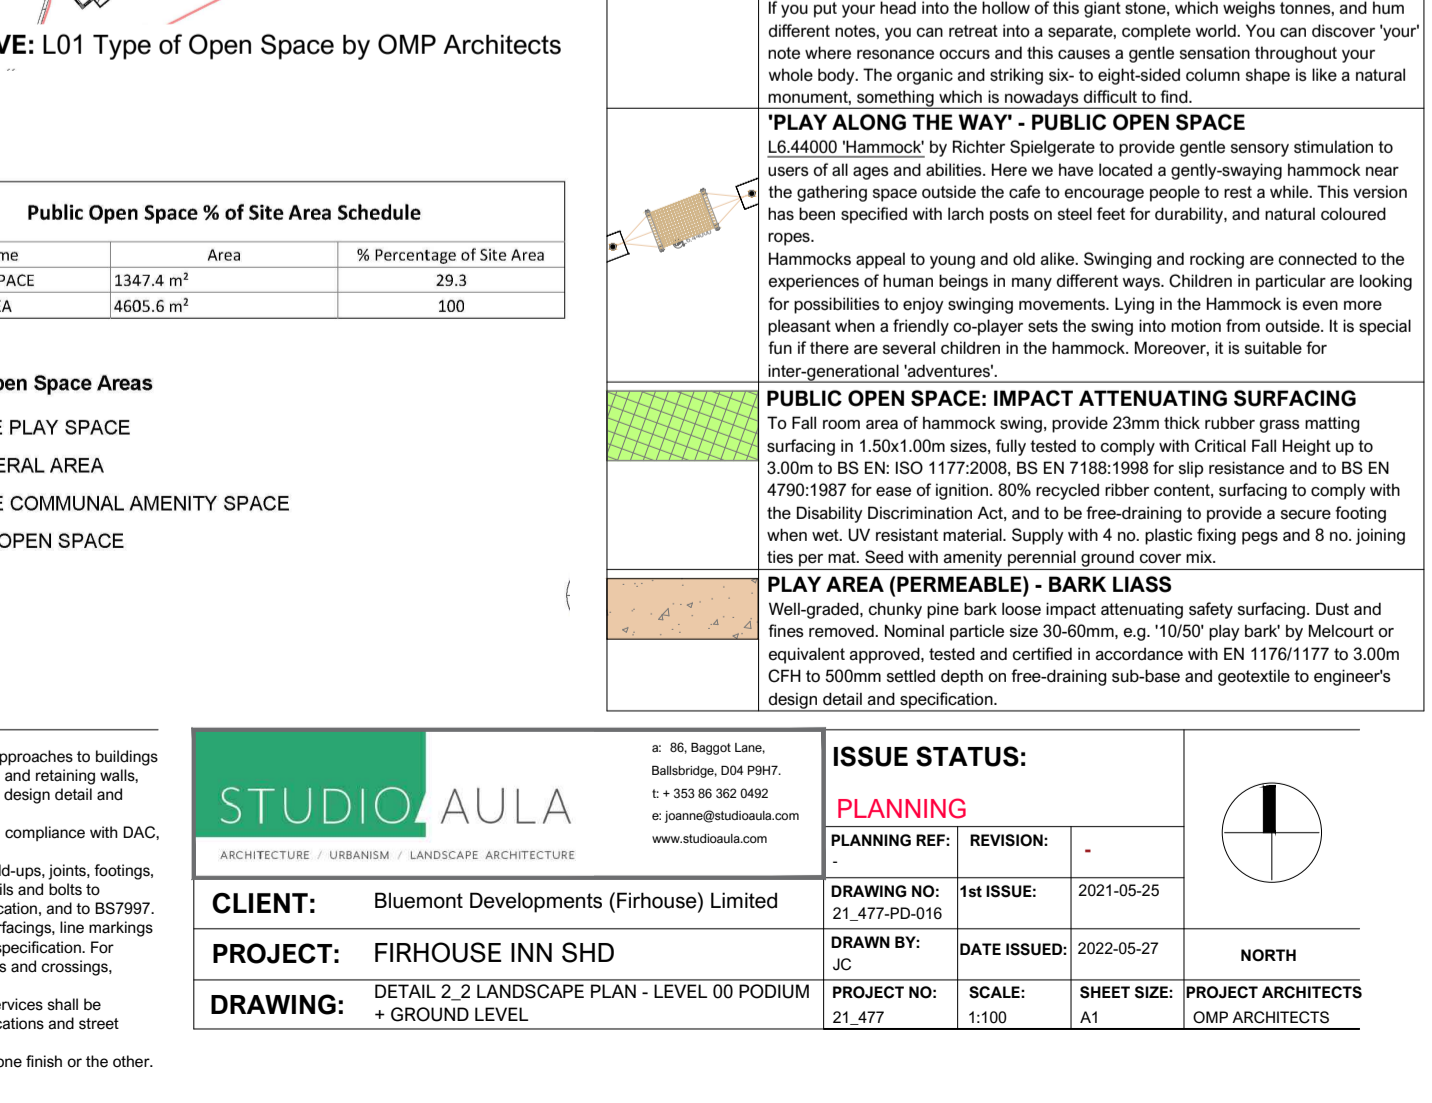 VE: L01 Type of Open Space by OMP Architects
Public Open Space % of Site Area Schedule
me Area % Percentage of Site Area
PACE 1347.4 m² 29.3
EA 4605.6 m² 100
pen Space Areas
E PLAY SPACE
ERAL AREA
E COMMUNAL AMENITY SPACE
OPEN SPACE
If you put your head into the hollow of this giant stone, which weighs tonnes, and hum
different notes, you can retreat into a separate, complete world. You can discover 'your'
note where resonance occurs and this causes a gentle sensation throughout your
whole body. The organic and striking six- to eight-sided column shape is like a natural
monument, something which is nowadays difficult to find.
'PLAY ALONG THE WAY' - PUBLIC OPEN SPACE
L6.44000 'Hammock' by Richter Spielgerate to provide gentle sensory stimulation to
users of all ages and abilities. Here we have located a gently-swaying hammock near
the gathering space outside the cafe to encourage people to rest a while. This version
has been specified with larch posts on steel feet for durability, and natural coloured
ropes.
Hammocks appeal to young and old alike. Swinging and rocking are connected to the
experiences of human beings in many different ways. Children in particular are looking
for possibilities to enjoy swinging movements. Lying in the Hammock is even more
pleasant when a friendly co-player sets the swing into motion from outside. It is special
fun if there are several children in the hammock. Moreover, it is suitable for
inter-generational 'adventures'.
PUBLIC OPEN SPACE: IMPACT ATTENUATING SURFACING
To Fall room area of hammock swing, provide 23mm thick rubber grass matting
surfacing in 1.50x1.00m sizes, fully tested to comply with Critical Fall Height up to
3.00m to BS EN: ISO 1177:2008, BS EN 7188:1998 for slip resistance and to BS EN
4790:1987 for ease of ignition. 80% recycled ribber content, surfacing to comply with
the Disability Discrimination Act, and to be free-draining to provide a secure footing
when wet. UV resistant material. Supply with 4 no. plastic fixing pegs and 8 no. joining
ties per mat. Seed with amenity perennial ground cover mix.
PLAY AREA (PERMEABLE) - BARK LIASS
Well-graded, chunky pine bark loose impact attenuating safety surfacing. Dust and
fines removed. Nominal particle size 30-60mm, e.g. '10/50' play bark' by Melcourt or
equivalent approved, tested and certified in accordance with EN 1176/1177 to 3.00m
CFH to 500mm settled depth on free-draining sub-base and geotextile to engineer's
design detail and specification.
pproaches to buildings
and retaining walls,
design detail and
compliance with DAC,
ld-ups, joints, footings,
ils and bolts to
cation, and to BS7997.
rfacings, line markings
specification. For
s and crossings,
ervices shall be
cations and street
one finish or the other.
STUDIO AULA
ARCHITECTURE / URBANISM / LANDSCAPE ARCHITECTURE
a: 86, Baggot Lane,
Ballsbridge, D04 P9H7.
t: + 353 86 362 0492
e: joanne@studioaula.com
www.studioaula.com
CLIENT: Bluemont Developments (Firhouse) Limited
PROJECT: FIRHOUSE INN SHD
DRAWING: DETAIL 2_2 LANDSCAPE PLAN - LEVEL 00 PODIUM
+ GROUND LEVEL
ISSUE STATUS:
PLANNING
PLANNING REF: REVISION: -
-
DRAWING NO: 1st ISSUE: 2021-05-25
21_477-PD-016
DRAWN BY: DATE ISSUED: 2022-05-27
JC
PROJECT NO: SCALE: SHEET SIZE: PROJECT ARCHITECTS
21_477 1:100 A1 OMP ARCHITECTS
NORTH